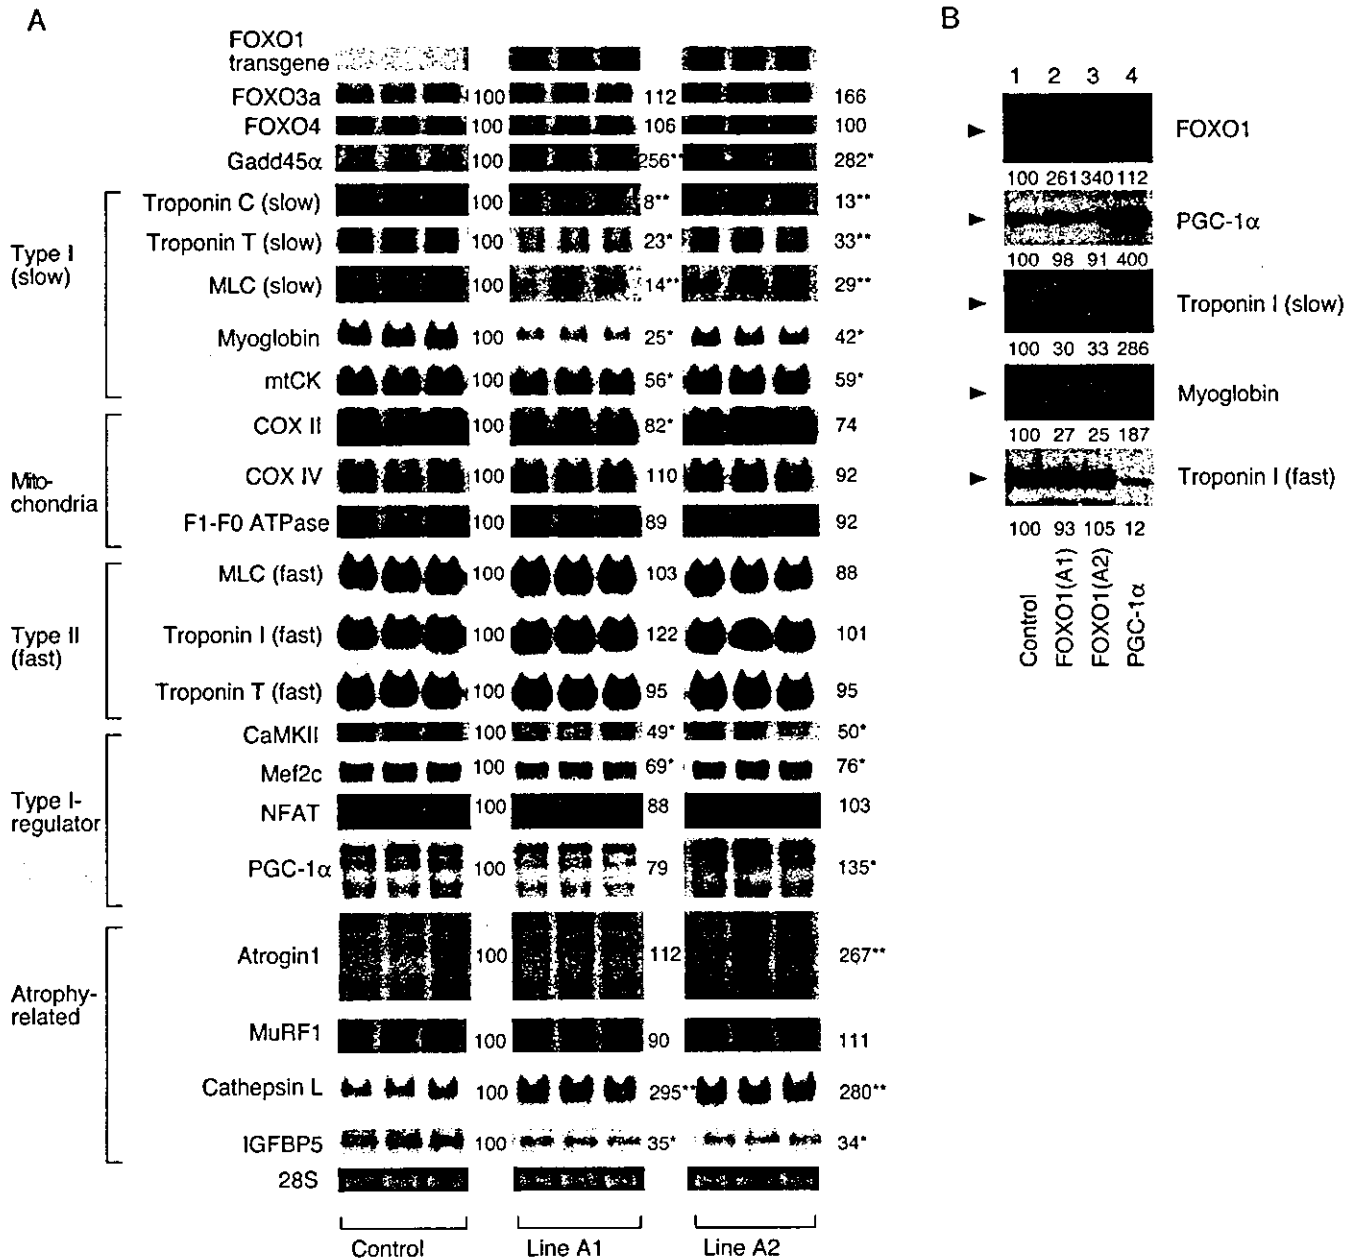 A
FOXO1
transgene
FOXO3a 100 112 166
FOXO4 100 106 100
Gadd45α 100 256** 282*
Type I
(slow)
Troponin C (slow) 100 8** 13**
Troponin T (slow) 100 23* 33**
MLC (slow) 100 14** 29**
Myoglobin 100 25* 42*
mtCK 100 56* 59*
Mito-
chondria
COX II 100 82* 74
COX IV 100 110 92
F1-F0 ATPase 100 89 92
Type II
(fast)
MLC (fast) 100 103 88
Troponin I (fast) 100 122 101
Troponin T (fast) 100 95 95
Type I-
regulator
CaMKII 100 49* 50*
Mef2c 100 69* 76*
NFAT 100 88 103
PGC-1α 100 79 135*
Atrophy-
related
Atrogin1 100 112 267**
MuRF1 100 90 111
Cathepsin L 100 295** 280**
IGFBP5 100 35* 34*
28S
Control Line A1 Line A2
B
1 2 3 4
FOXO1
100 261 340 112
PGC-1α
100 98 91 400
Troponin I (slow)
100 30 33 286
Myoglobin
100 27 25 187
Troponin I (fast)
100 93 105 12
Control
FOXO1(A1)
FOXO1(A2)
PGC-1α